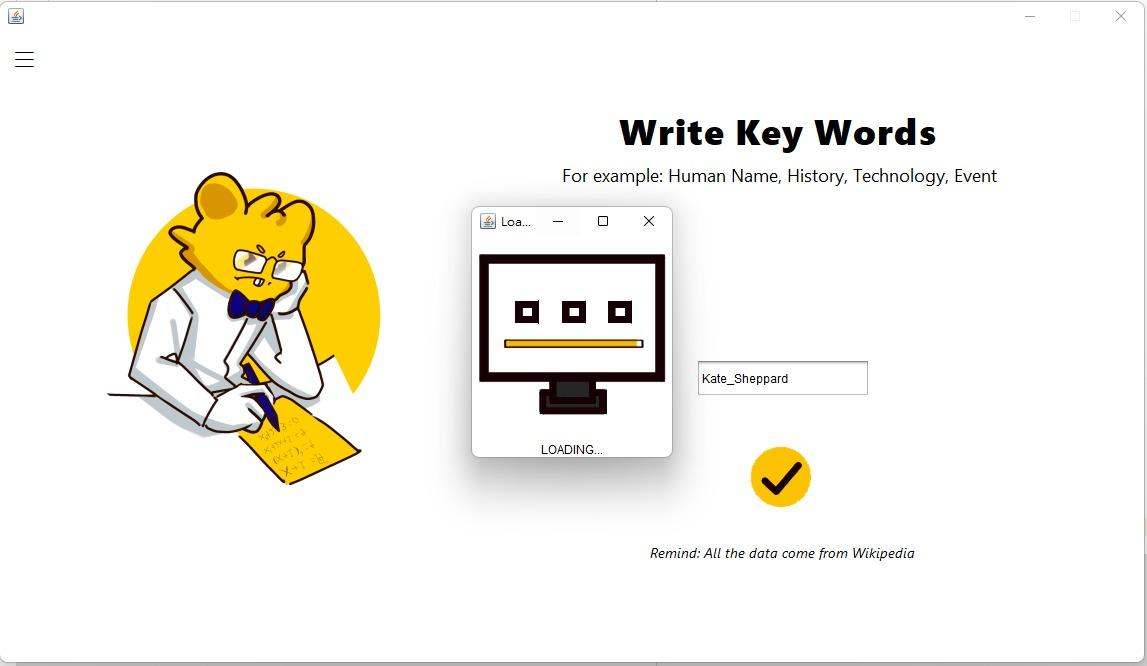 Write Key Words
For example: Human Name, History, Technology, Event
Loa...
LOADING...
Kate_Sheppard
Remind: All the data come from Wikipedia